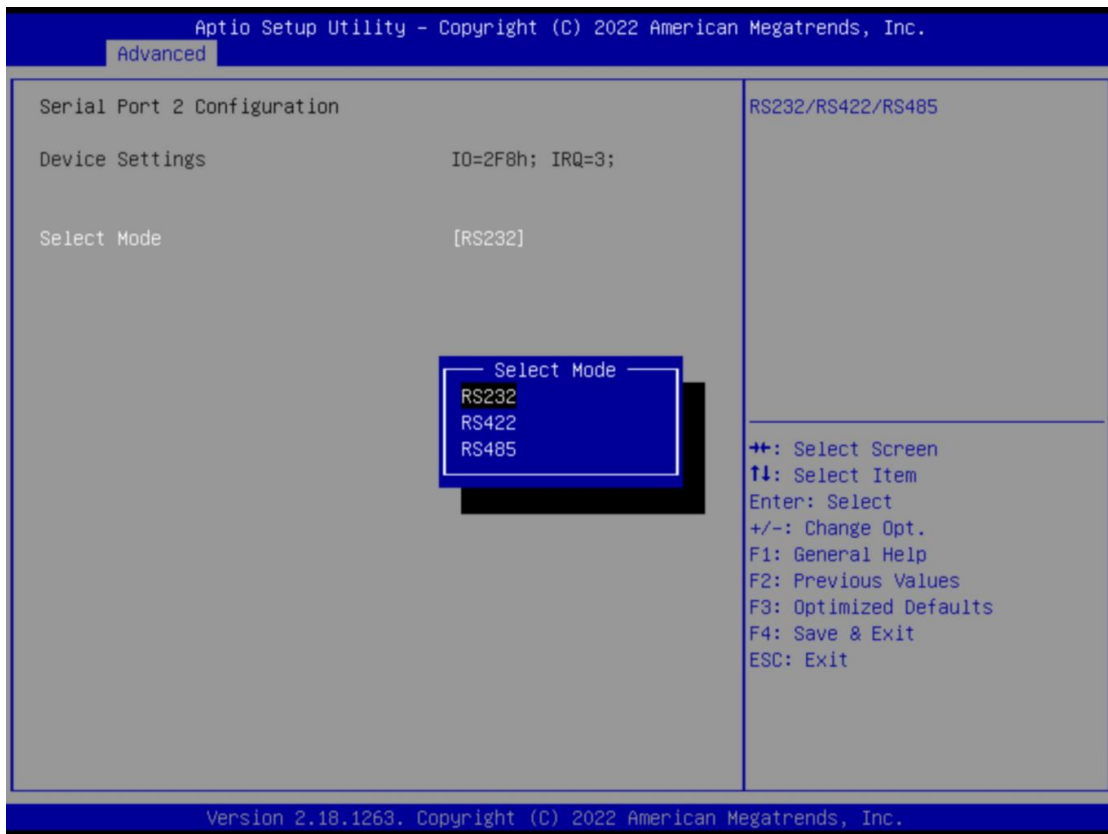 Aptio Setup Utility – Copyright (C) 2022 American Megatrends, Inc.
Advanced
Serial Port 2 Configuration
Device Settings IO=2F8h; IRQ=3;
Select Mode [RS232]
Select Mode
RS232
RS422
RS485
RS232/RS422/RS485
→←: Select Screen
↑↓: Select Item
Enter: Select
+/-: Change Opt.
F1: General Help
F2: Previous Values
F3: Optimized Defaults
F4: Save & Exit
ESC: Exit
Version 2.18.1263. Copyright (C) 2022 American Megatrends, Inc.